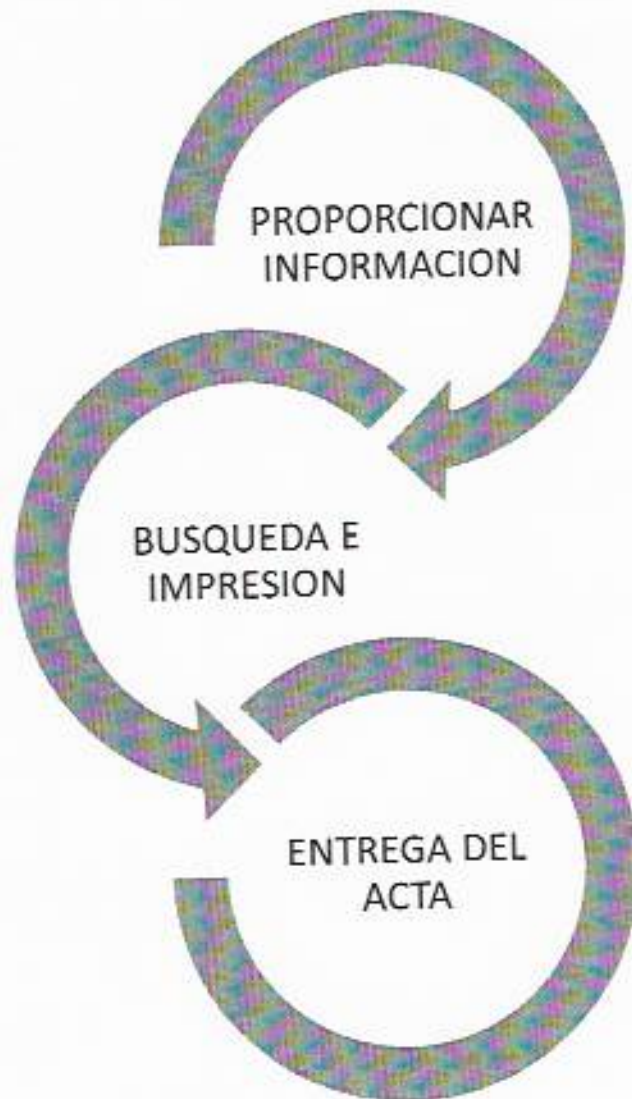 PROPORCIONAR
INFORMACION
BUSQUEDA E
IMPRESION
ENTREGA DEL
ACTA